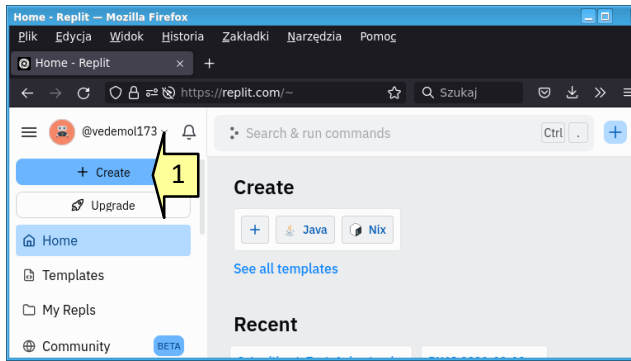 Home - Replit — Mozilla Firefox
Plik Edycja Widok Historia Zakładki Narzędzia Pomoc
Home - Replit × +
https://replit.com/~ Szukaj
@vedemol173
Search & run commands Ctrl .
+ Create
1
Upgrade
Home
Templates
My Repls
Community BETA
Create
+ Java Nix
See all templates
Recent